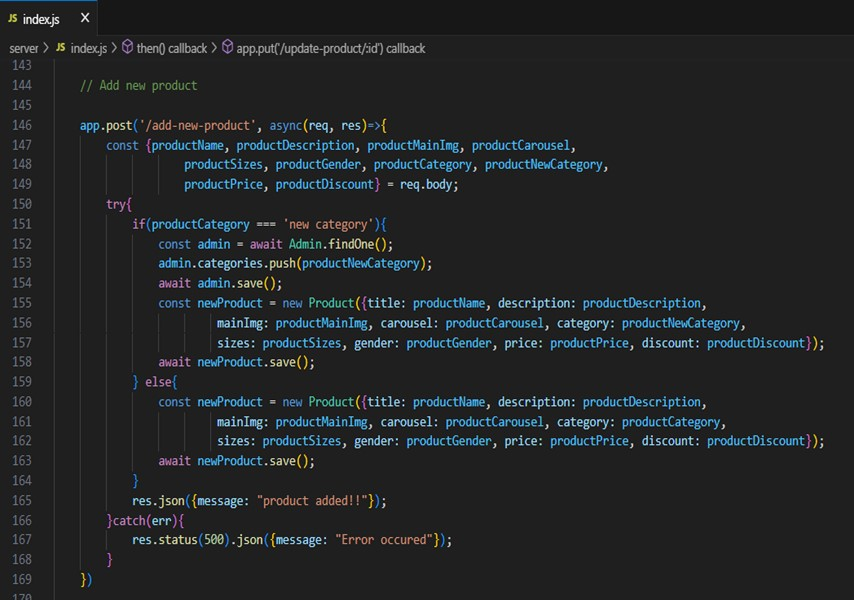 JS index.js X
server > JS index.js > then() callback > app.put('/update-product/:id') callback
143
144 // Add new product
145
146 app.post('/add-new-product', async(req, res)=>{
147 const {productName, productDescription, productMainImg, productCarousel,
148 productSizes, productGender, productCategory, productNewCategory,
149 productPrice, productDiscount} = req.body;
150 try{
151 if(productCategory === 'new category'){
152 const admin = await Admin.findOne();
153 admin.categories.push(productNewCategory);
154 await admin.save();
155 const newProduct = new Product({title: productName, description: productDescription,
156 mainImg: productMainImg, carousel: productCarousel, category: productNewCategory,
157 sizes: productSizes, gender: productGender, price: productPrice, discount: productDiscount});
158 await newProduct.save();
159 } else{
160 const newProduct = new Product({title: productName, description: productDescription,
161 mainImg: productMainImg, carousel: productCarousel, category: productCategory,
162 sizes: productSizes, gender: productGender, price: productPrice, discount: productDiscount});
163 await newProduct.save();
164 }
165 res.json({message: "product added!!"});
166 }catch(err){
167 res.status(500).json({message: "Error occured"});
168 }
169 })
170